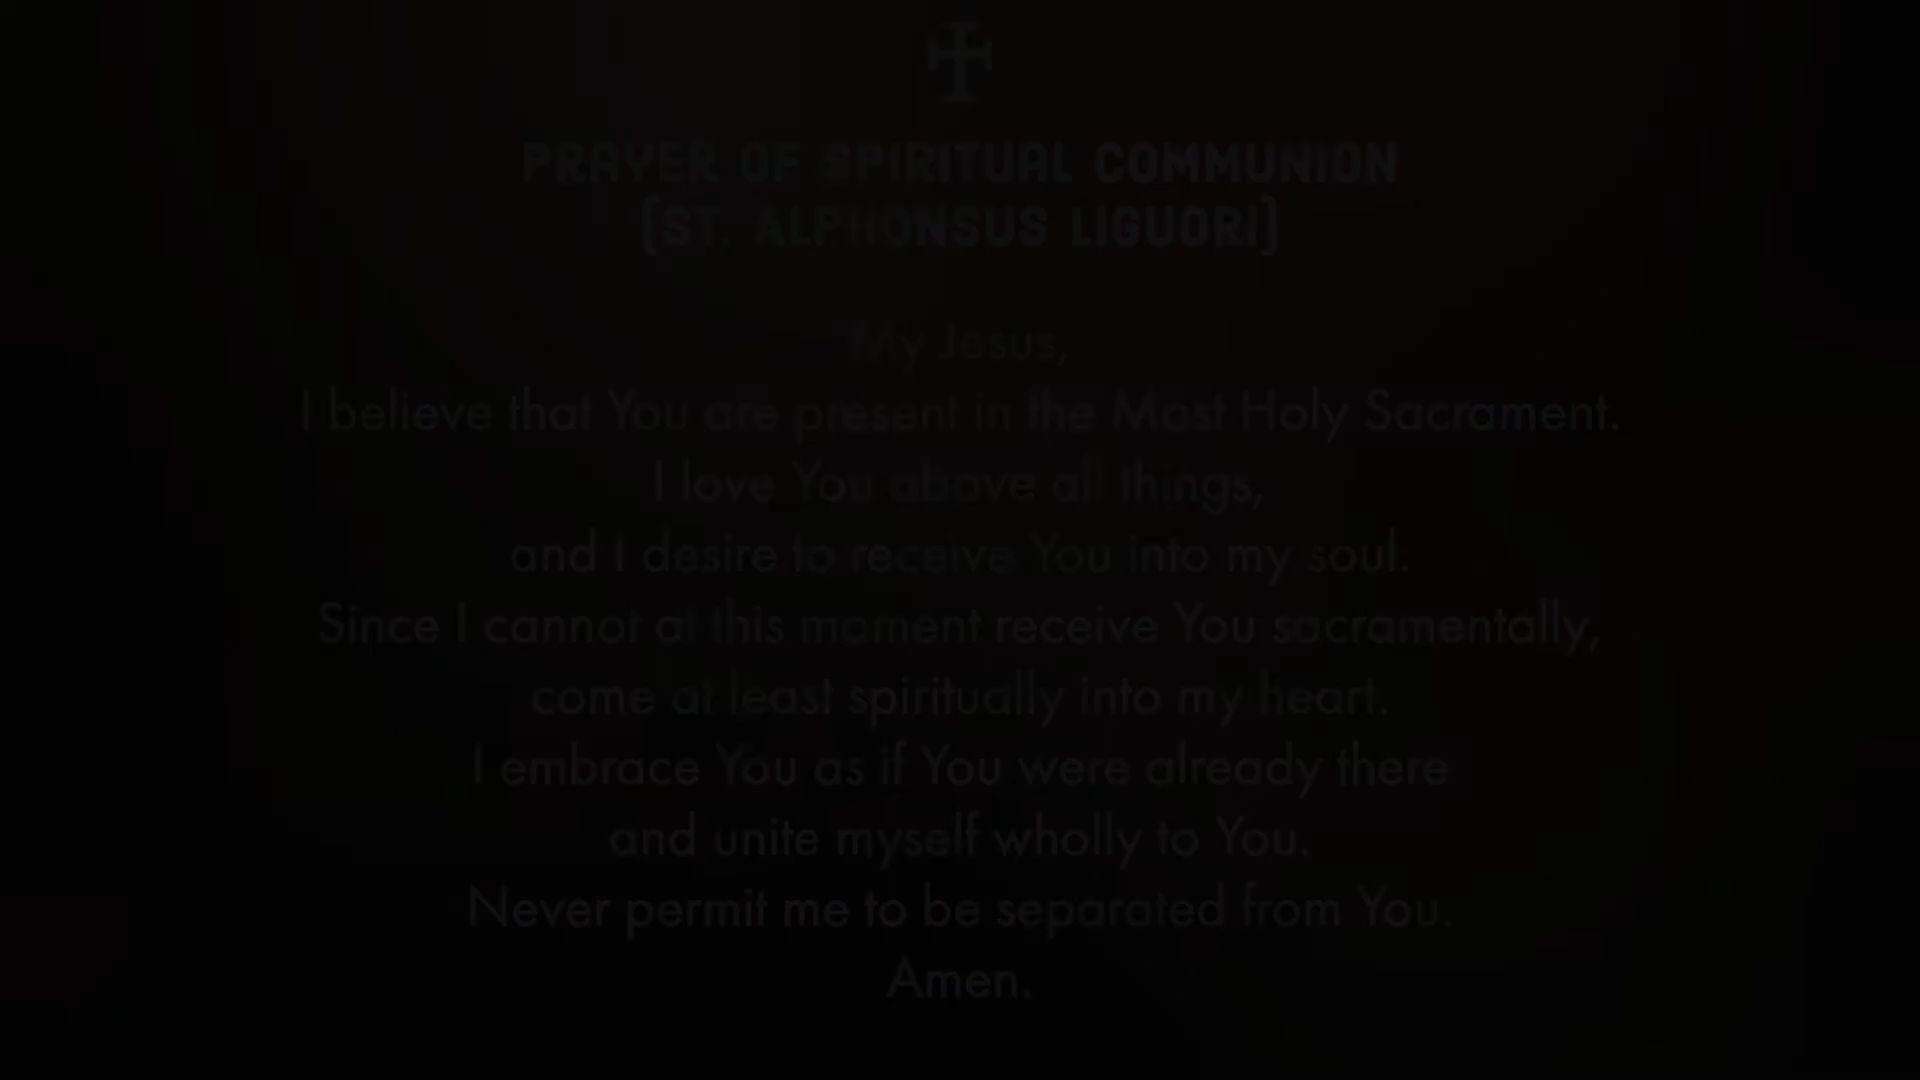 PRAYER OF SPIRITUAL COMMUNION
(ST. ALPHONSUS LIGUORI)
My Jesus,
I believe that You are present in the Most Holy Sacrament.
I love You above all things,
and I desire to receive You into my soul.
Since I cannot at this moment receive You sacramentally,
come at least spiritually into my heart.
I embrace You as if You were already there
and unite myself wholly to You.
Never permit me to be separated from You.
Amen.